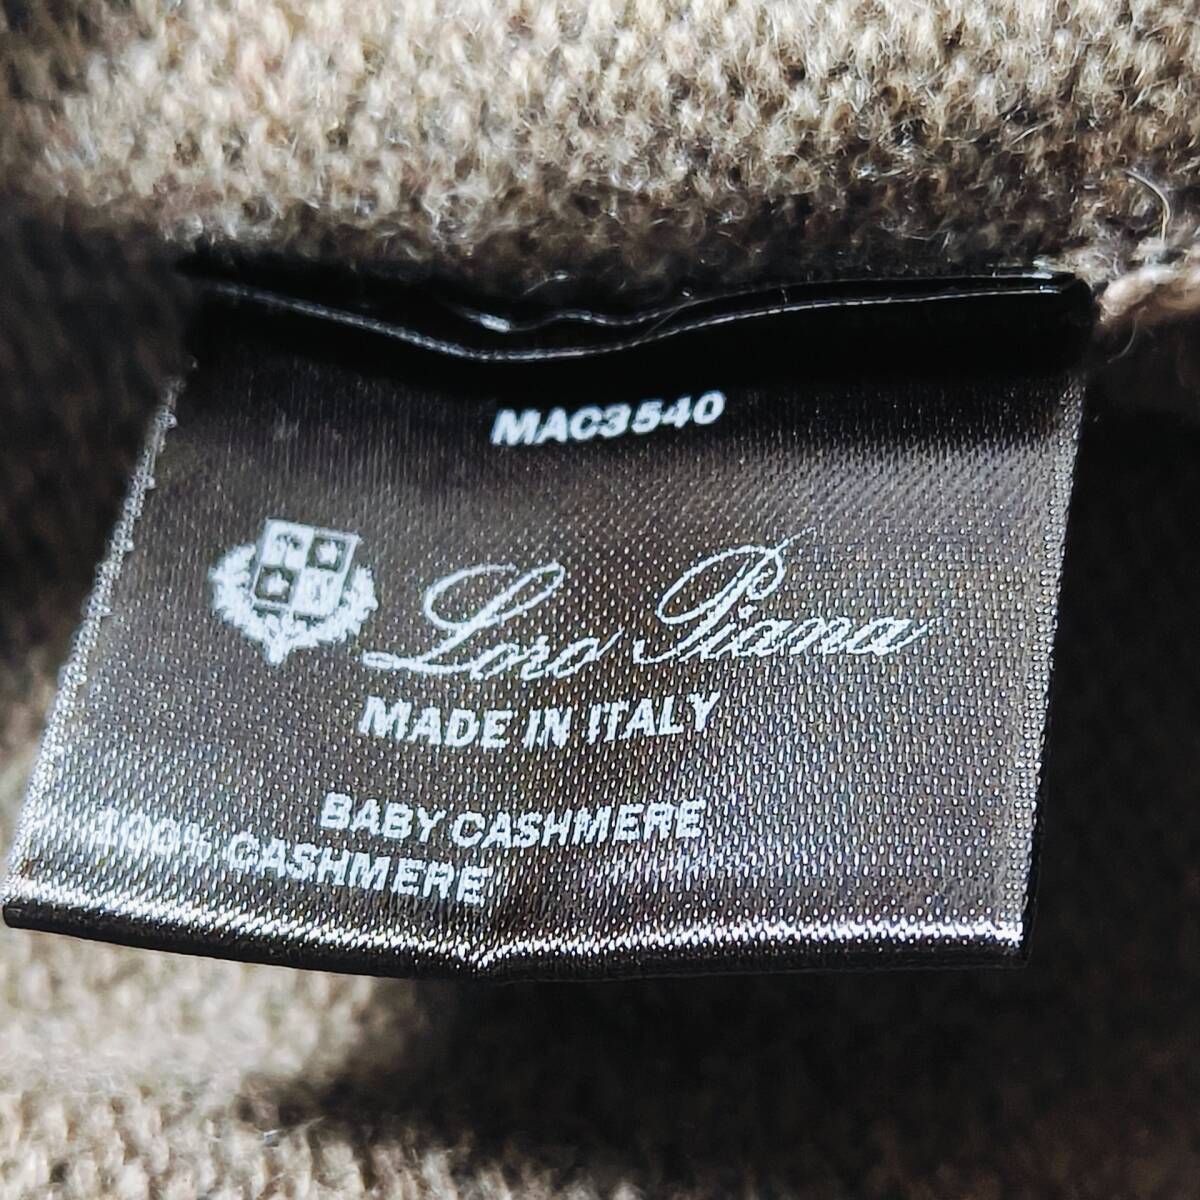 MAC3540
Loro Piana
MADE IN ITALY
BABY CASHMERE
100% CASHMERE